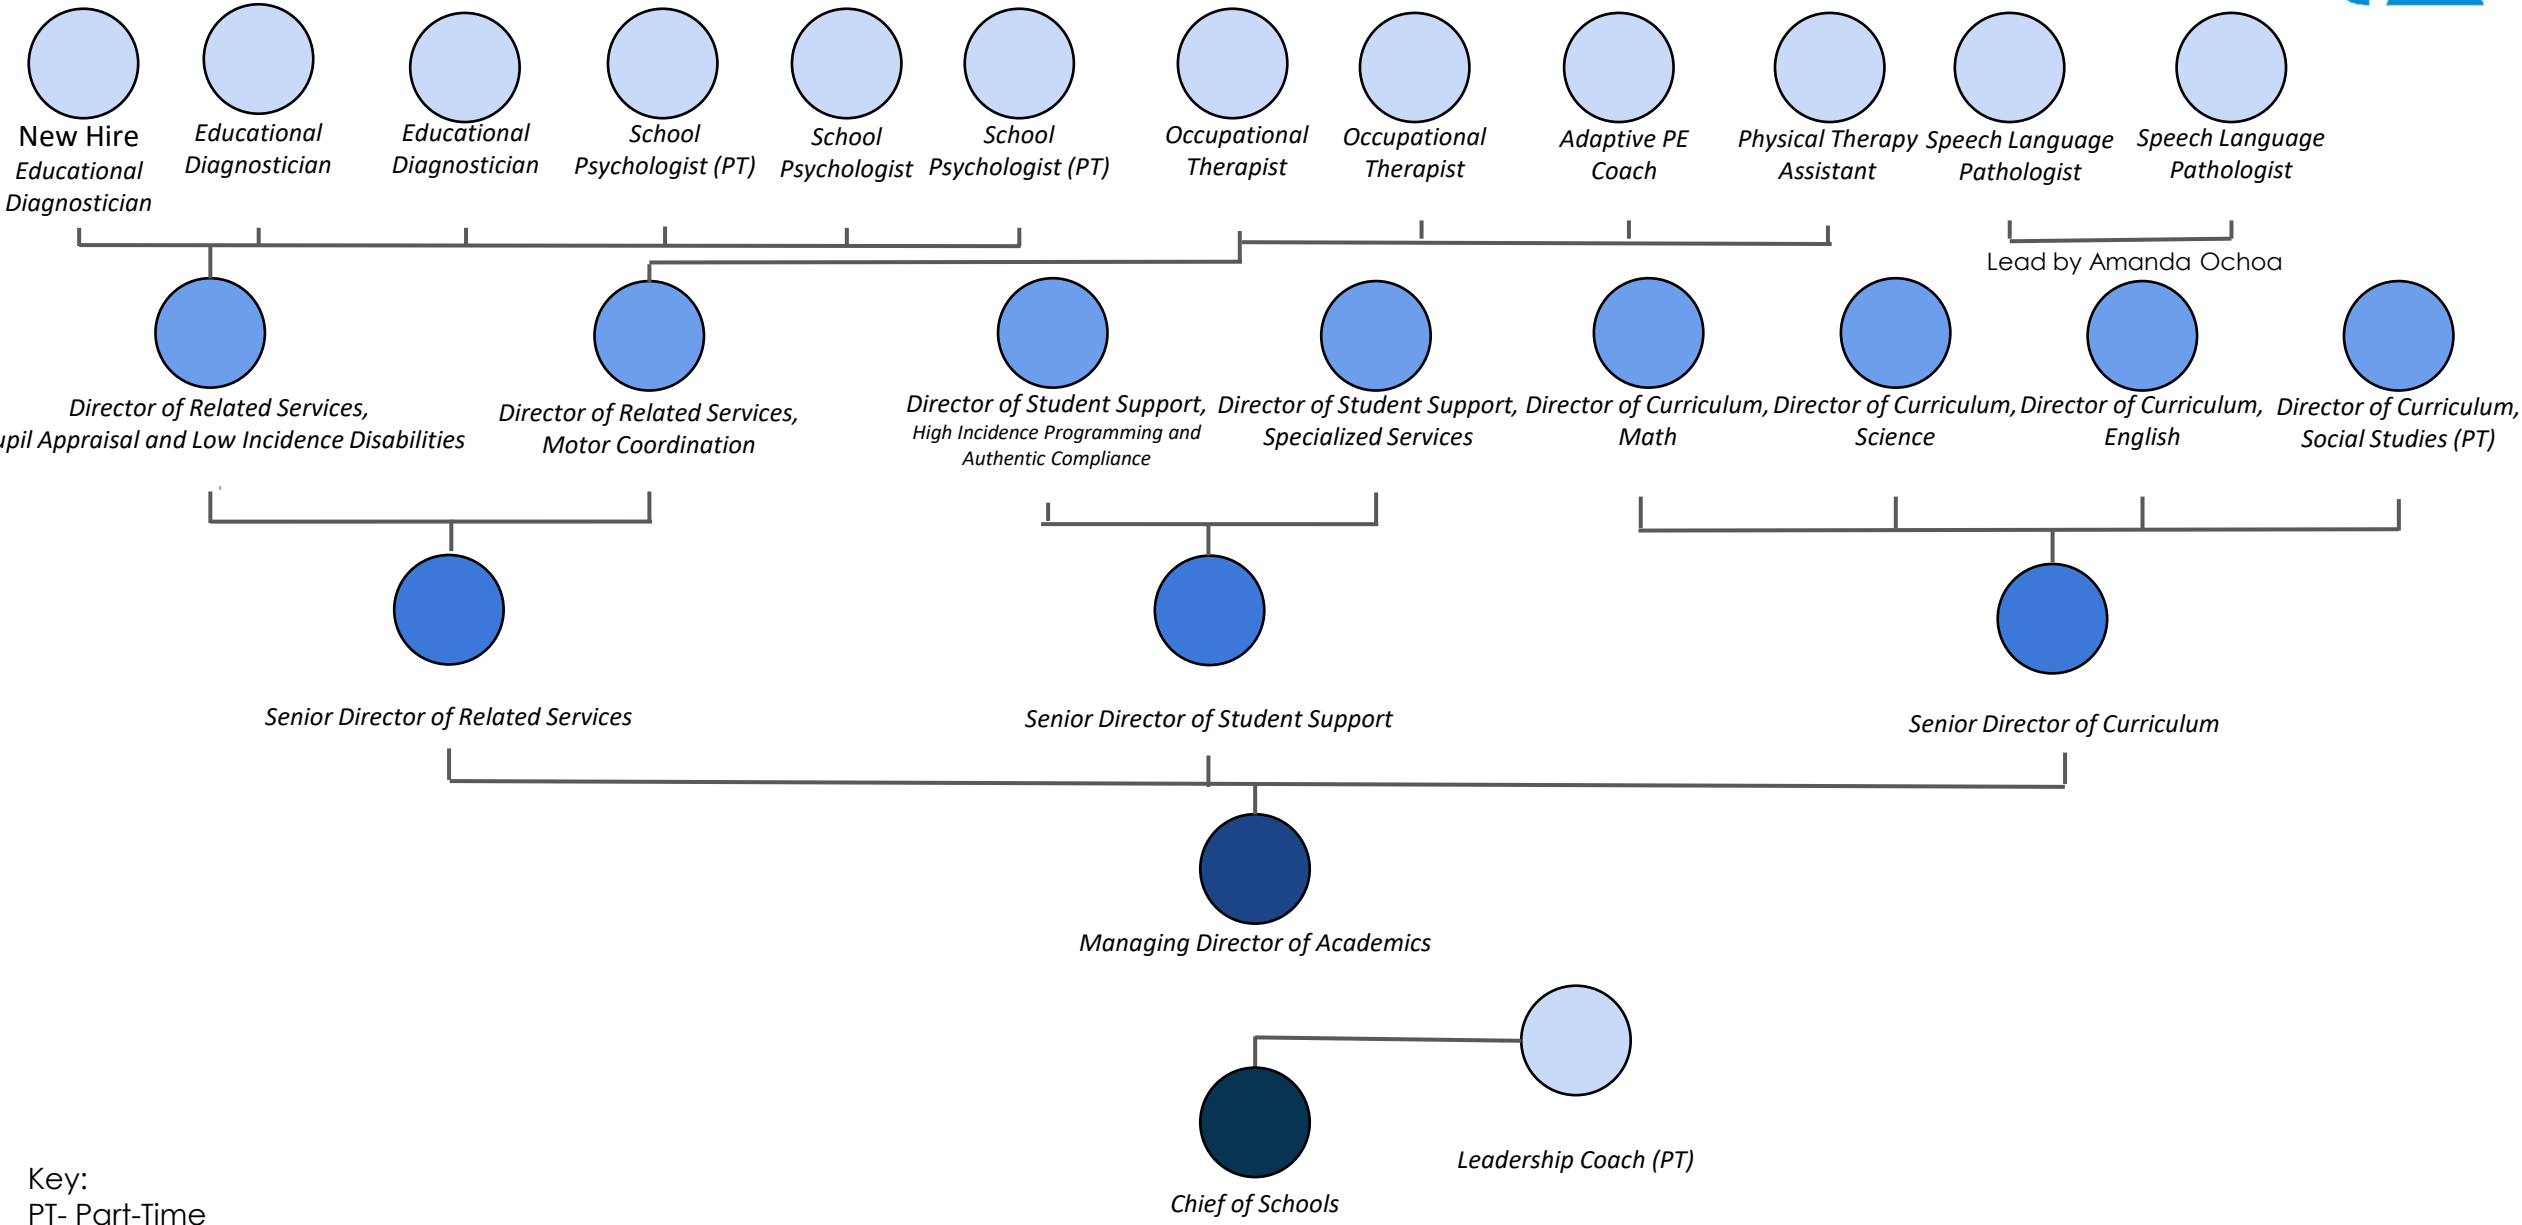 New Hire
Educational
Diagnostician
Educational
Diagnostician
Educational
Diagnostician
School
Psychologist (PT)
School
Psychologist
School
Psychologist (PT)
Occupational
Therapist
Occupational
Therapist
Adaptive PE
Coach
Physical Therapy
Assistant
Speech Language
Pathologist
Speech Language
Pathologist
Lead by Amanda Ochoa
Director of Related Services,
upil Appraisal and Low Incidence Disabilities
Director of Related Services,
Motor Coordination
Director of Student Support,
High Incidence Programming and
Authentic Compliance
Director of Student Support,
Specialized Services
Director of Curriculum,
Math
Director of Curriculum,
Science
Director of Curriculum,
English
Director of Curriculum,
Social Studies (PT)
Senior Director of Related Services
Senior Director of Student Support
Senior Director of Curriculum
Managing Director of Academics
Leadership Coach (PT)
Chief of Schools
Key:
PT- Part-Time